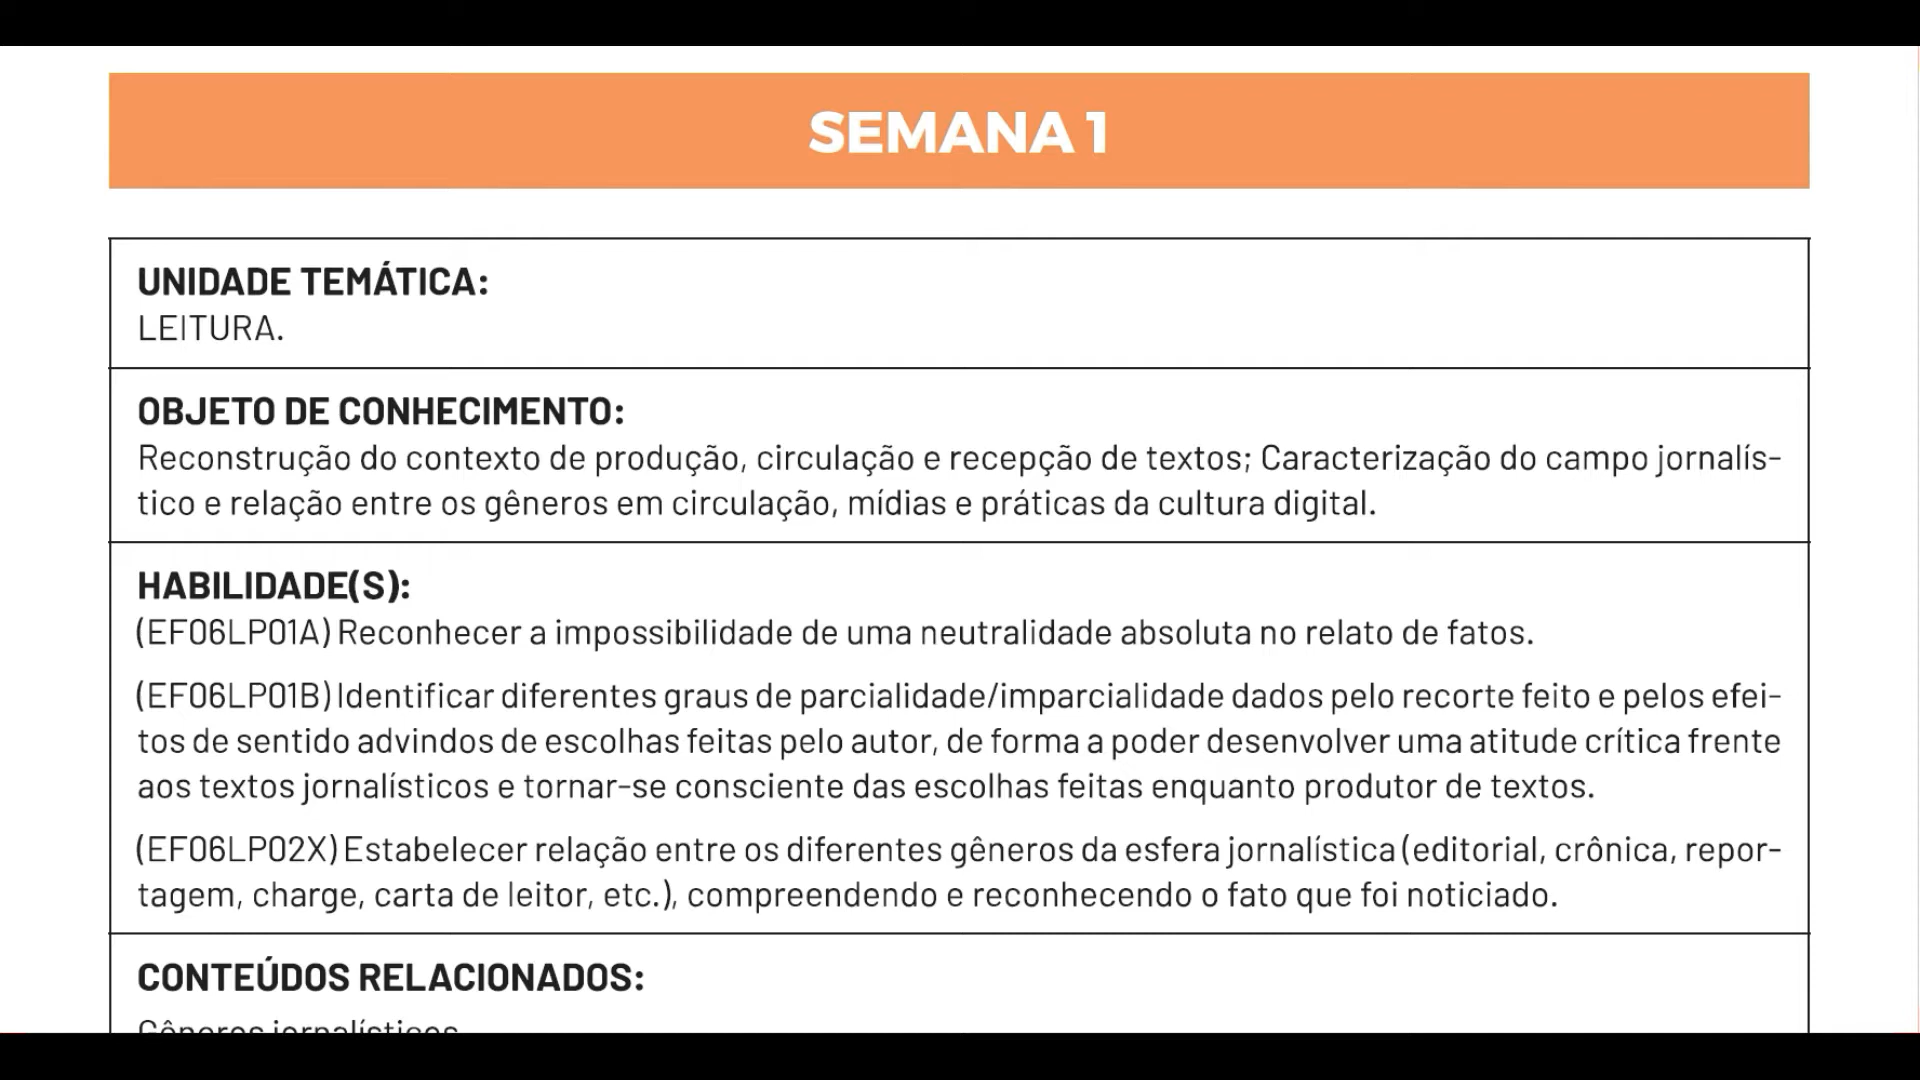 SEMANA 1
UNIDADE TEMÁTICA:
LEITURA.
OBJETO DE CONHECIMENTO:
Reconstrução do contexto de produção, circulação e recepção de textos; Caracterização do campo jornalís-
tico e relação entre os gêneros em circulação, mídias e práticas da cultura digital.
HABILIDADE(S):
(EF06LP01A) Reconhecer a impossibilidade de uma neutralidade absoluta no relato de fatos.
(EF06LP01B) Identificar diferentes graus de parcialidade/imparcialidade dados pelo recorte feito e pelos efei-
tos de sentido advindos de escolhas feitas pelo autor, de forma a poder desenvolver uma atitude crítica frente
aos textos jornalísticos e tornar-se consciente das escolhas feitas enquanto produtor de textos.
(EF06LP02X) Estabelecer relação entre os diferentes gêneros da esfera jornalística (editorial, crônica, repor-
tagem, charge, carta de leitor, etc.), compreendendo e reconhecendo o fato que foi noticiado.
CONTEÚDOS RELACIONADOS:
Gêneros jornalísticos